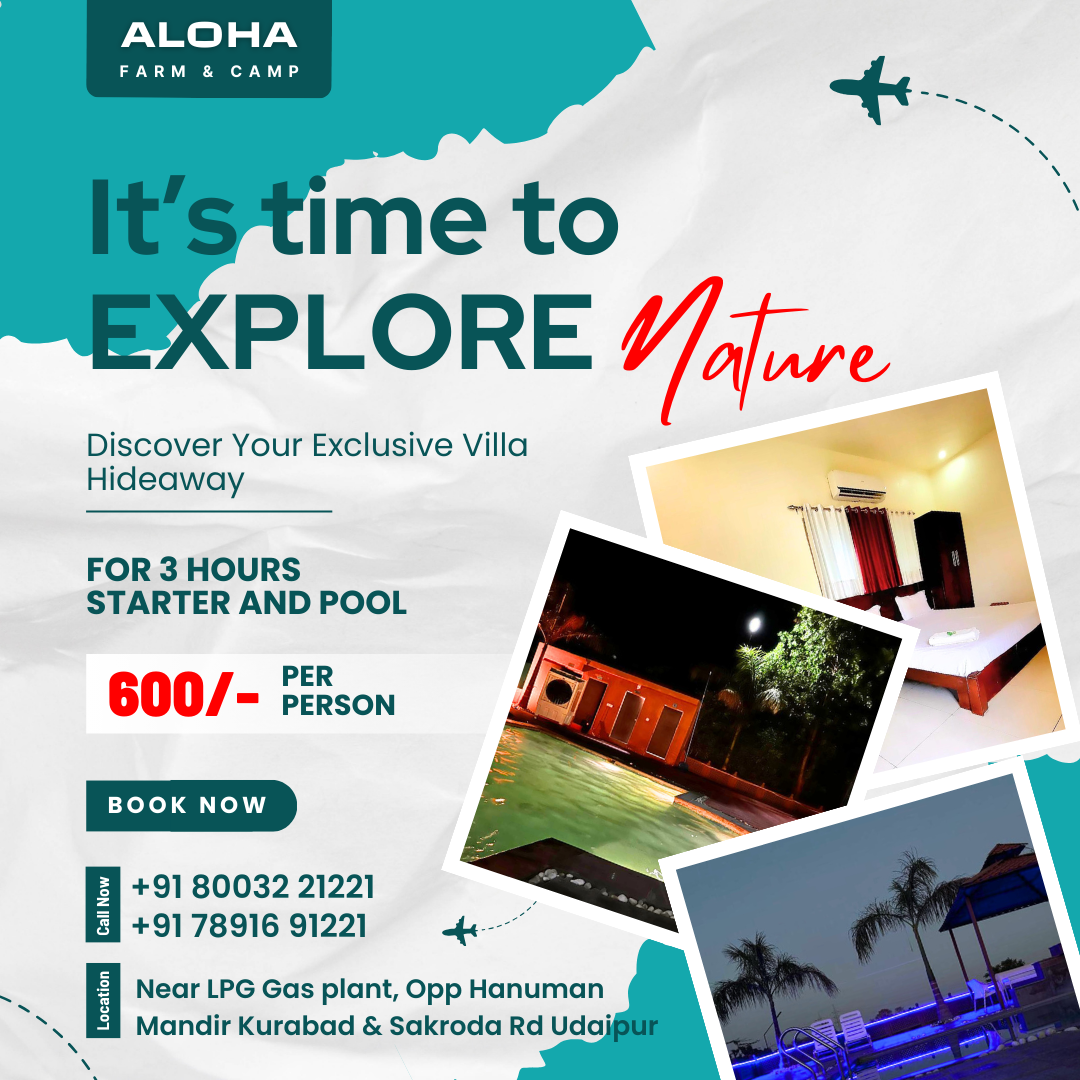 ALOHA
FARM & CAMP
It's time to
EXPLORE Nature
Discover Your Exclusive Villa
Hideaway
FOR 3 HOURS
STARTER AND POOL
600/- PER
PERSON
BOOK NOW
Call Now
+91 80032 21221
+91 78916 91221
Location
Near LPG Gas plant, Opp Hanuman
Mandir Kurabad & Sakroda Rd Udaipur